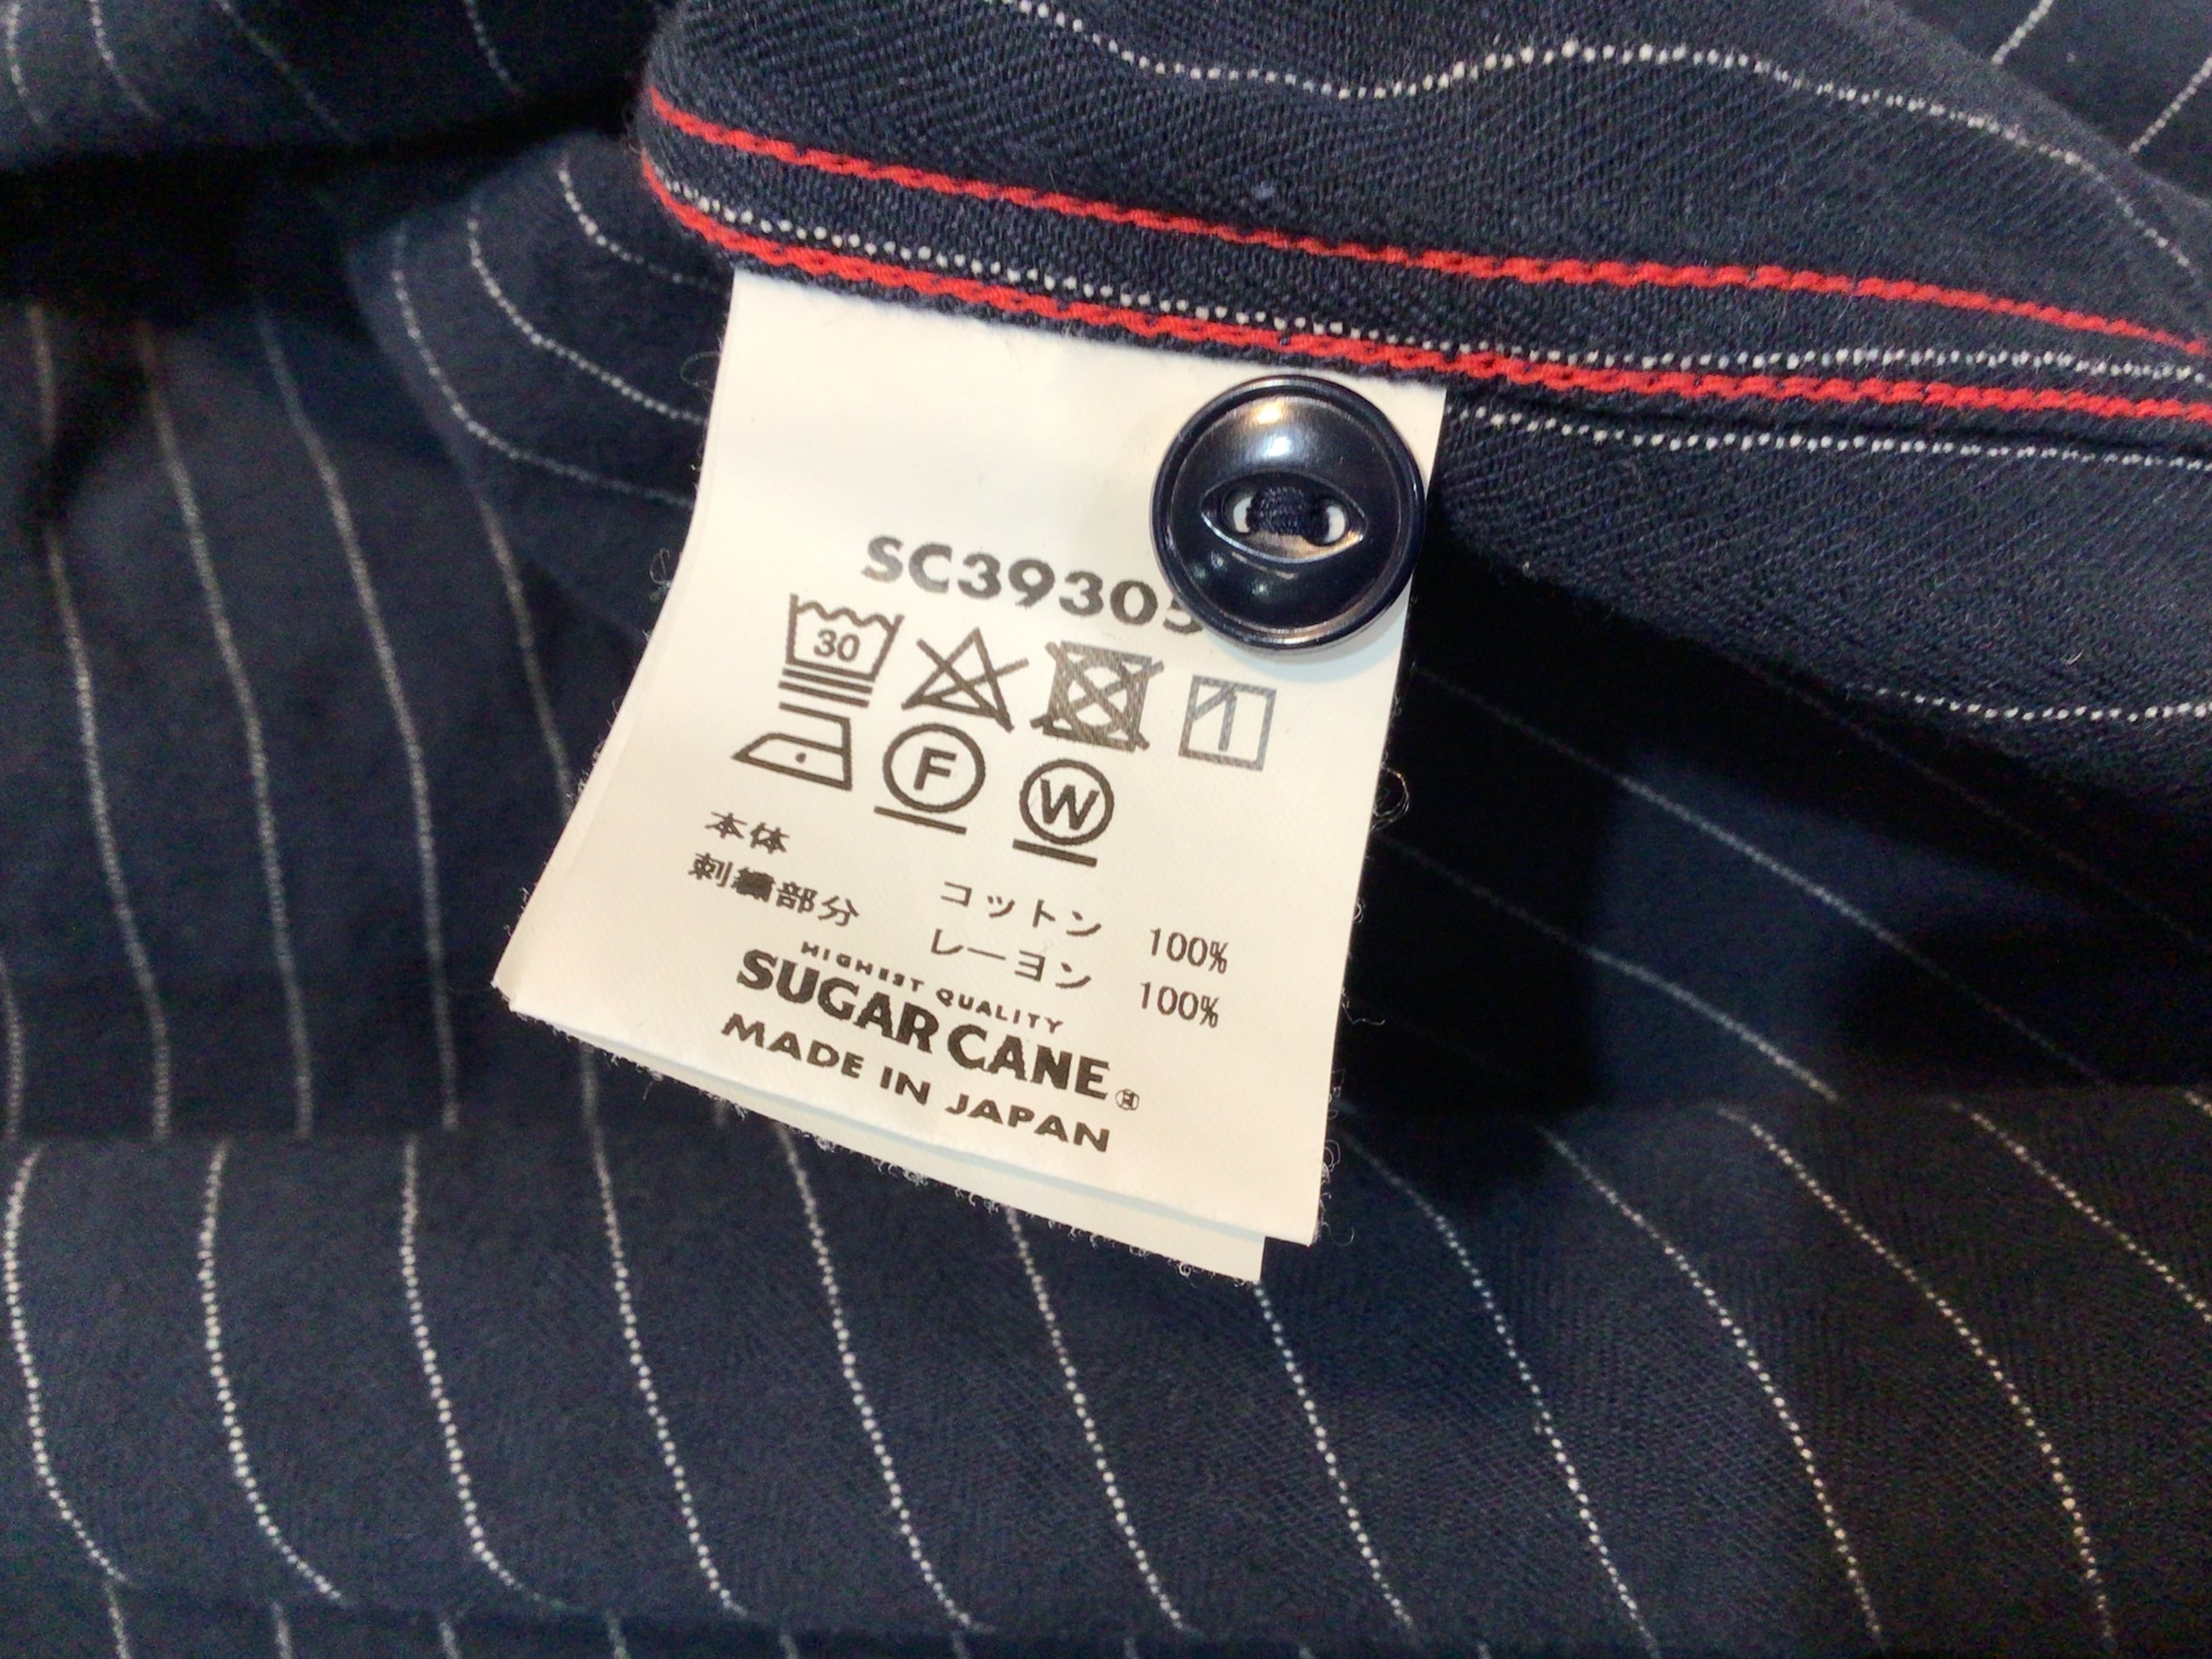 SC39305
30
F W
本体 コットン 100%
刺繍部分 レーヨン 100%
HIGHEST QUALITY
SUGAR CANE®
MADE IN JAPAN